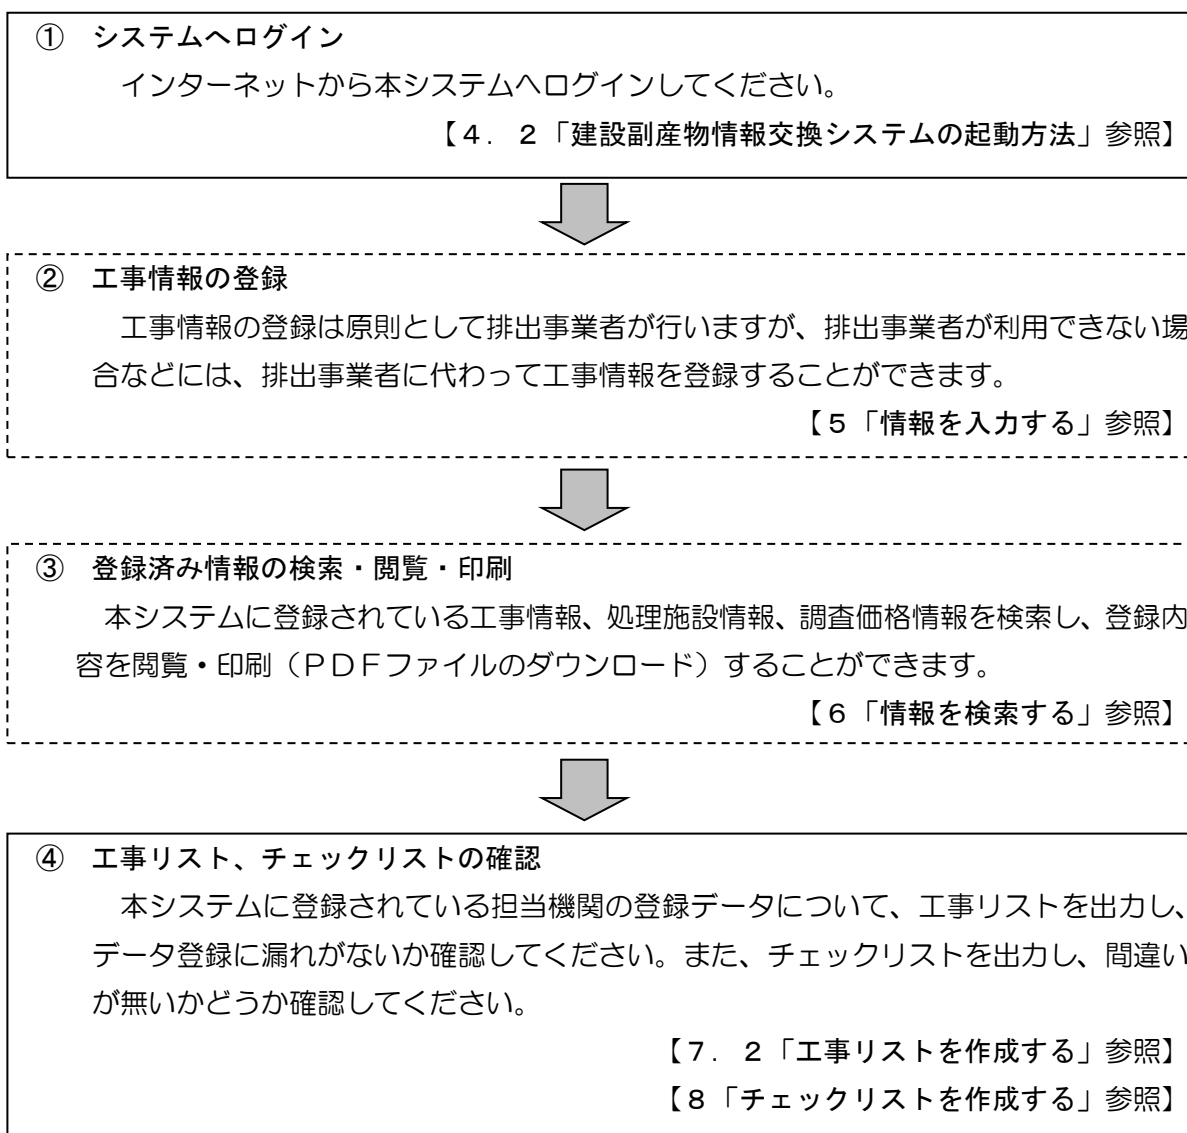 ① システムへログイン
インターネットから本システムへログインしてください。
【４．２「建設副産物情報交換システムの起動方法」参照】
② 工事情報の登録
工事情報の登録は原則として排出事業者が行いますが、排出事業者が利用できない場
合などには、排出事業者に代わって工事情報を登録することができます。
【５「情報を入力する」参照】
③ 登録済み情報の検索・閲覧・印刷
本システムに登録されている工事情報、処理施設情報、調査価格情報を検索し、登録内
容を閲覧・印刷（ＰＤＦファイルのダウンロード）することができます。
【６「情報を検索する」参照】
④ 工事リスト、チェックリストの確認
本システムに登録されている担当機関の登録データについて、工事リストを出力し、
データ登録に漏れがないか確認してください。また、チェックリストを出力し、間違い
が無いかどうか確認してください。
【７．２「工事リストを作成する」参照】
【８「チェックリストを作成する」参照】